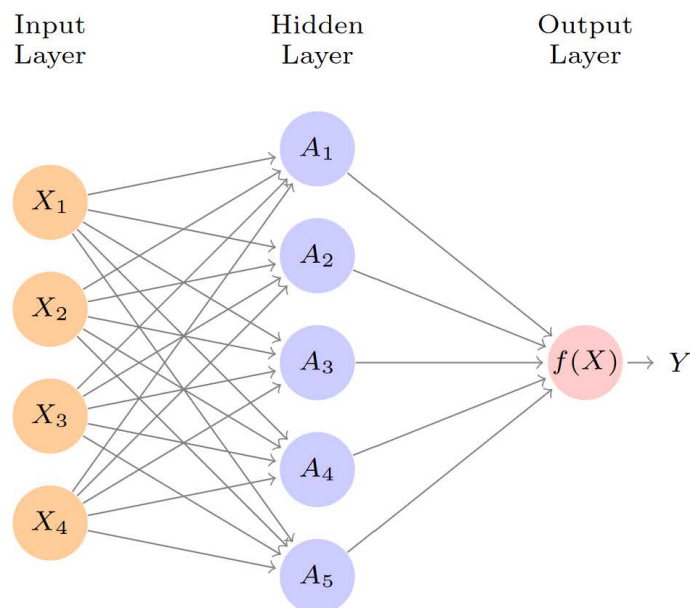 Input
Layer
Hidden
Layer
Output
Layer
X₁
X₂
X₃
X₄
A₁
A₂
A₃
A₄
A₅
f(X)
Y